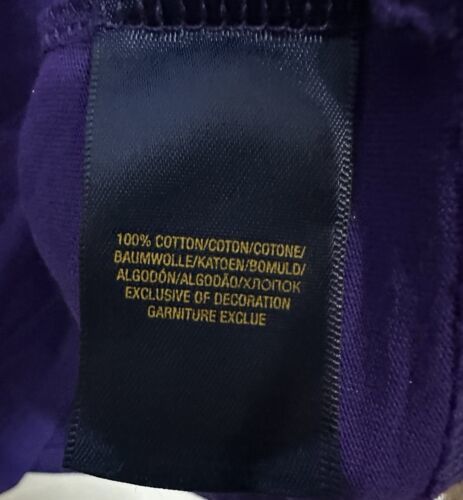 100% COTTON/COTON/COTONE/
BAUMWOLLE/KATOEN/BOMULD/
ALGODÓN/ALGODÃO/ХЛОПОК
EXCLUSIVE OF DECORATION
GARNITURE EXCLUE